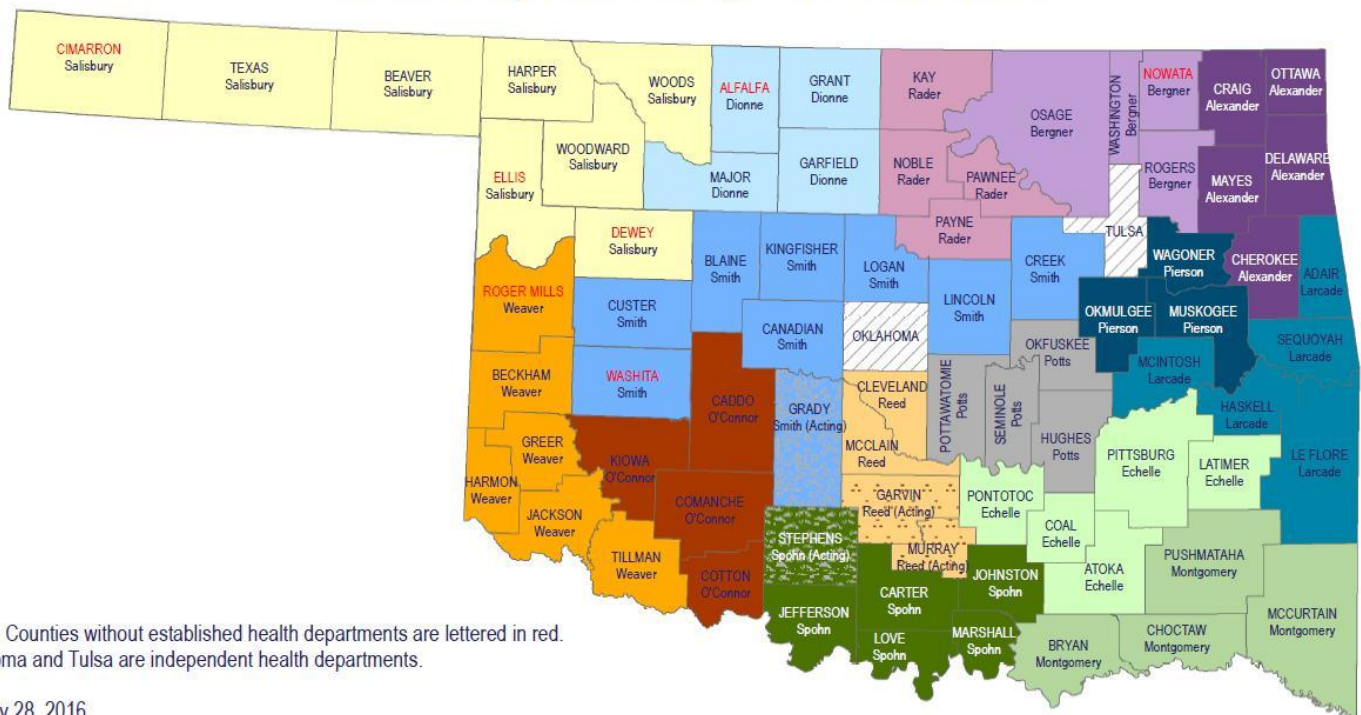 CIMARRON
Salisbury
TEXAS
Salisbury
BEAVER
Salisbury
HARPER
Salisbury
WOODS
Salisbury
ALFALFA
Dionne
GRANT
Dionne
KAY
Rader
OSAGE
Bergner
WASHINGTON
Bergner
NOWATA
Bergner
CRAIG
Alexander
OTTAWA
Alexander
ELLIS
Salisbury
WOODWARD
Salisbury
MAJOR
Dionne
GARFIELD
Dionne
NOBLE
Rader
PAWNEE
Rader
ROGERS
Bergner
MAYES
Alexander
DELAWARE
Alexander
DEWEY
Salisbury
BLAINE
Smith
KINGFISHER
Smith
LOGAN
Smith
PAYNE
Rader
CREEK
Smith
TULSA
WAGONER
Pierson
CHEROKEE
Alexander
ADAIR
Larcade
ROGER MILLS
Weaver
CUSTER
Smith
CANADIAN
Smith
OKLAHOMA
LINCOLN
Smith
OKMULGEE
Pierson
MUSKOGEE
Pierson
SEQUOYAH
Larcade
BECKHAM
Weaver
WASHITA
Smith
CADDO
O'Connor
GRADY
Smith (Acting)
CLEVELAND
Reed
MCCLAIN
Reed
POTTAWATOMIE
Potts
SEMINOLE
Potts
OKFUSKEE
Potts
HUGHES
Potts
MCINTOSH
Larcade
HASKELL
Larcade
PITTSBURG
Echelle
LATIMER
Echelle
LE FLORE
Larcade
GREER
Weaver
HARMON
Weaver
KIOWA
O'Connor
JACKSON
Weaver
COMANCHE
O'Connor
GARVIN
Reed (Acting)
PONTOTOC
Echelle
COAL
Echelle
STEPHENS
Spohn (Acting)
MURRAY
Reed (Acting)
TILLMAN
Weaver
COTTON
O'Connor
CARTER
Spohn
JOHNSTON
Spohn
ATOKA
Echelle
PUSHMATAHA
Montgomery
JEFFERSON
Spohn
LOVE
Spohn
MARSHALL
Spohn
BRYAN
Montgomery
CHOCTAW
Montgomery
MCCURTAIN
Montgomery
Counties without established health departments are lettered in red.
and Tulsa are independent health departments.
28, 2016